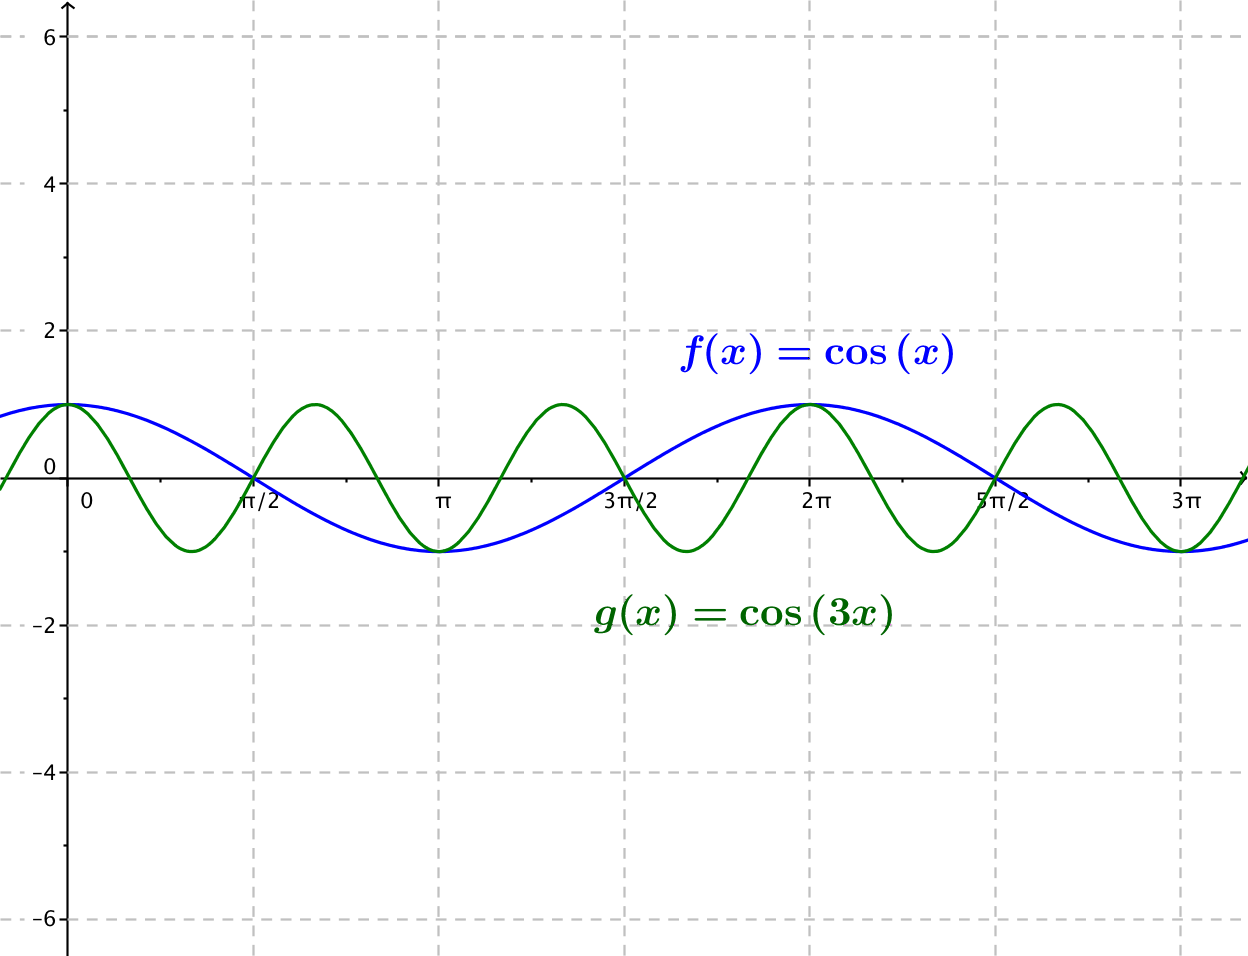 6
4
2
f(x) = cos (x)
0
0 π/2 π 3π/2 2π 5π/2 3π
g(x) = cos (3x)
–2
–4
–6